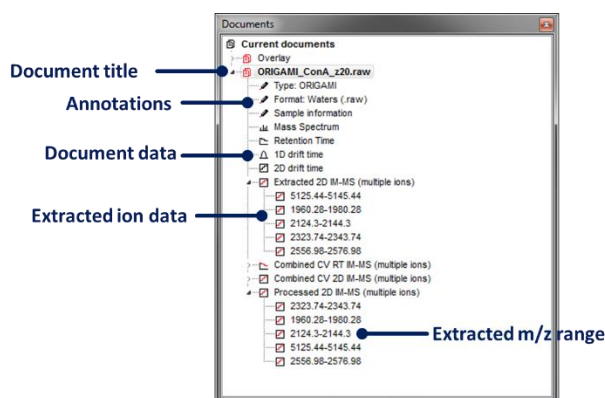 Documents
Current documents
Overlay
Document title
ORIGAMI_ConA_z20.raw
Type: ORIGAMI
Annotations
Format: Waters (.raw)
Sample information
Mass Spectrum
Retention Time
Document data
1D drift time
2D drift time
Extracted 2D IM-MS (multiple ions)
5125.44-5145.44
Extracted ion data
1960.28-1980.28
2124.3-2144.3
2323.74-2343.74
2556.98-2576.98
Combined CV RT IM-MS (multiple ions)
Combined CV 2D IM-MS (multiple ions)
Processed 2D IM-MS (multiple ions)
2323.74-2343.74
1960.28-1980.28
2124.3-2144.3
Extracted m/z range
5125.44-5145.44
2556.98-2576.98